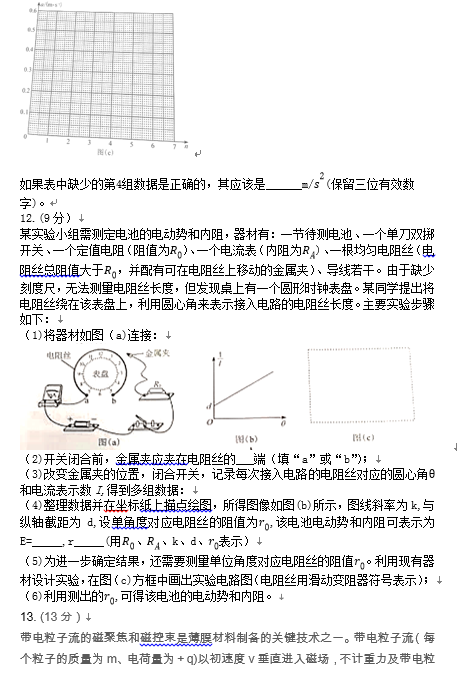 a/(m·s⁻²)
0.6
0.5
0.4
0.3
0.2
0.1
0 1 2 3 4 5 6 7 n
图(c)
如果表中缺少的第4组数据是正确的，其应该是______m/s²(保留三位有效数
字)。
12.(9分)
某实验小组需测定电池的电动势和内阻，器材有：一节待测电池、一个单刀双掷
开关、一个定值电阻(阻值为R₀)、一个电流表(内阻为R_A)、一根均匀电阻丝(电
阻丝总阻值大于R₀，并配有可在电阻丝上移动的金属夹)、导线若干。由于缺少
刻度尺，无法测量电阻丝长度，但发现桌上有一个圆形时钟表盘。某同学提出将
电阻丝绕在该表盘上，利用圆心角来表示接入电路的电阻丝长度。主要实验步骤
如下：
(1)将器材如图(a)连接：
电阻丝
金属夹
表盘
a b
R₀
图(a)
1/I
d
O θ
图(b)
图(c)
(2)开关闭合前，金属夹应夹在电阻丝的___端(填“a”或“b”)；
(3)改变金属夹的位置，闭合开关，记录每次接入电路的电阻丝对应的圆心角θ
和电流表示数I,得到多组数据：
(4)整理数据并在坐标纸上描点绘图，所得图像如图(b)所示，图线斜率为k,与
纵轴截距为d,设单角度对应电阻丝的阻值为r₀,该电池电动势和内阻可表示为
E=_____,r_____(用R₀、R_A、k、d、r₀表示)
(5)为进一步确定结果，还需要测量单位角度对应电阻丝的阻值r₀。利用现有器
材设计实验,在图(c)方框中画出实验电路图(电阻丝用滑动变阻器符号表示)；
(6)利用测出的r₀,可得该电池的电动势和内阻。
13.(13分)
带电粒子流的磁聚焦和磁控束是薄膜材料制备的关键技术之一。带电粒子流(每
个粒子的质量为m、电荷量为+q)以初速度v垂直进入磁场，不计重力及带电粒